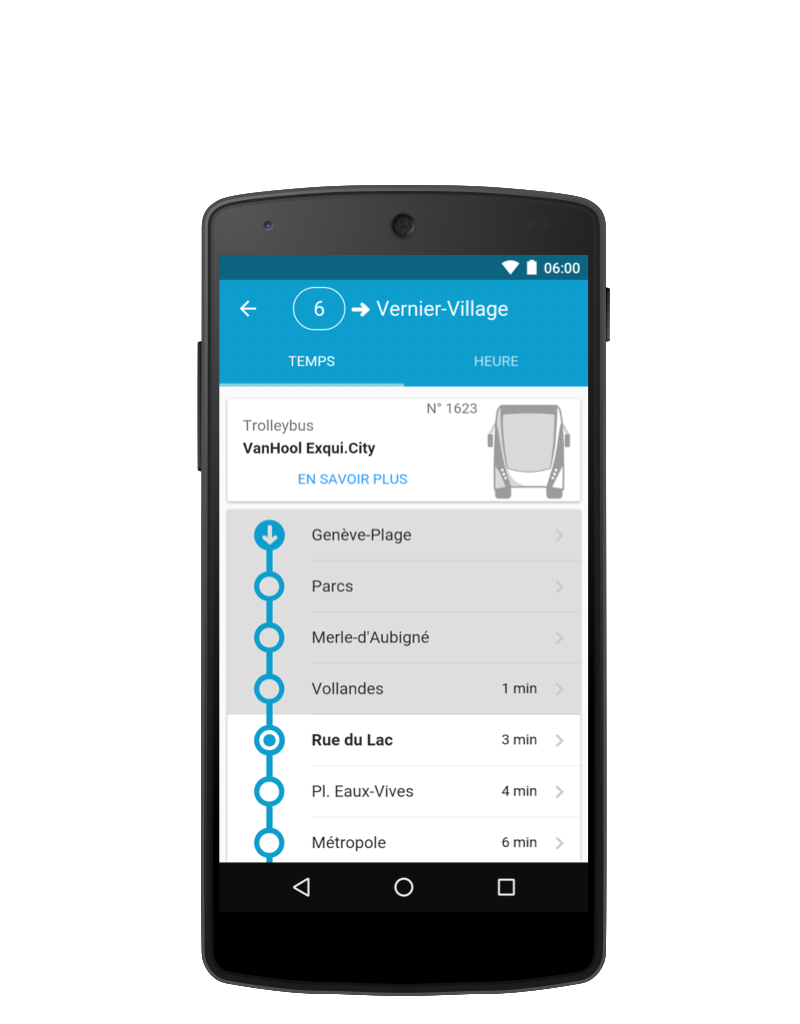 06:00
6 Vernier-Village
TEMPS HEURE
N° 1623
Trolleybus
VanHool Exqui.City
EN SAVOIR PLUS
Genève-Plage
Parcs
Merle-d'Aubigné
Vollandes 1 min
Rue du Lac 3 min
Pl. Eaux-Vives 4 min
Métropole 6 min